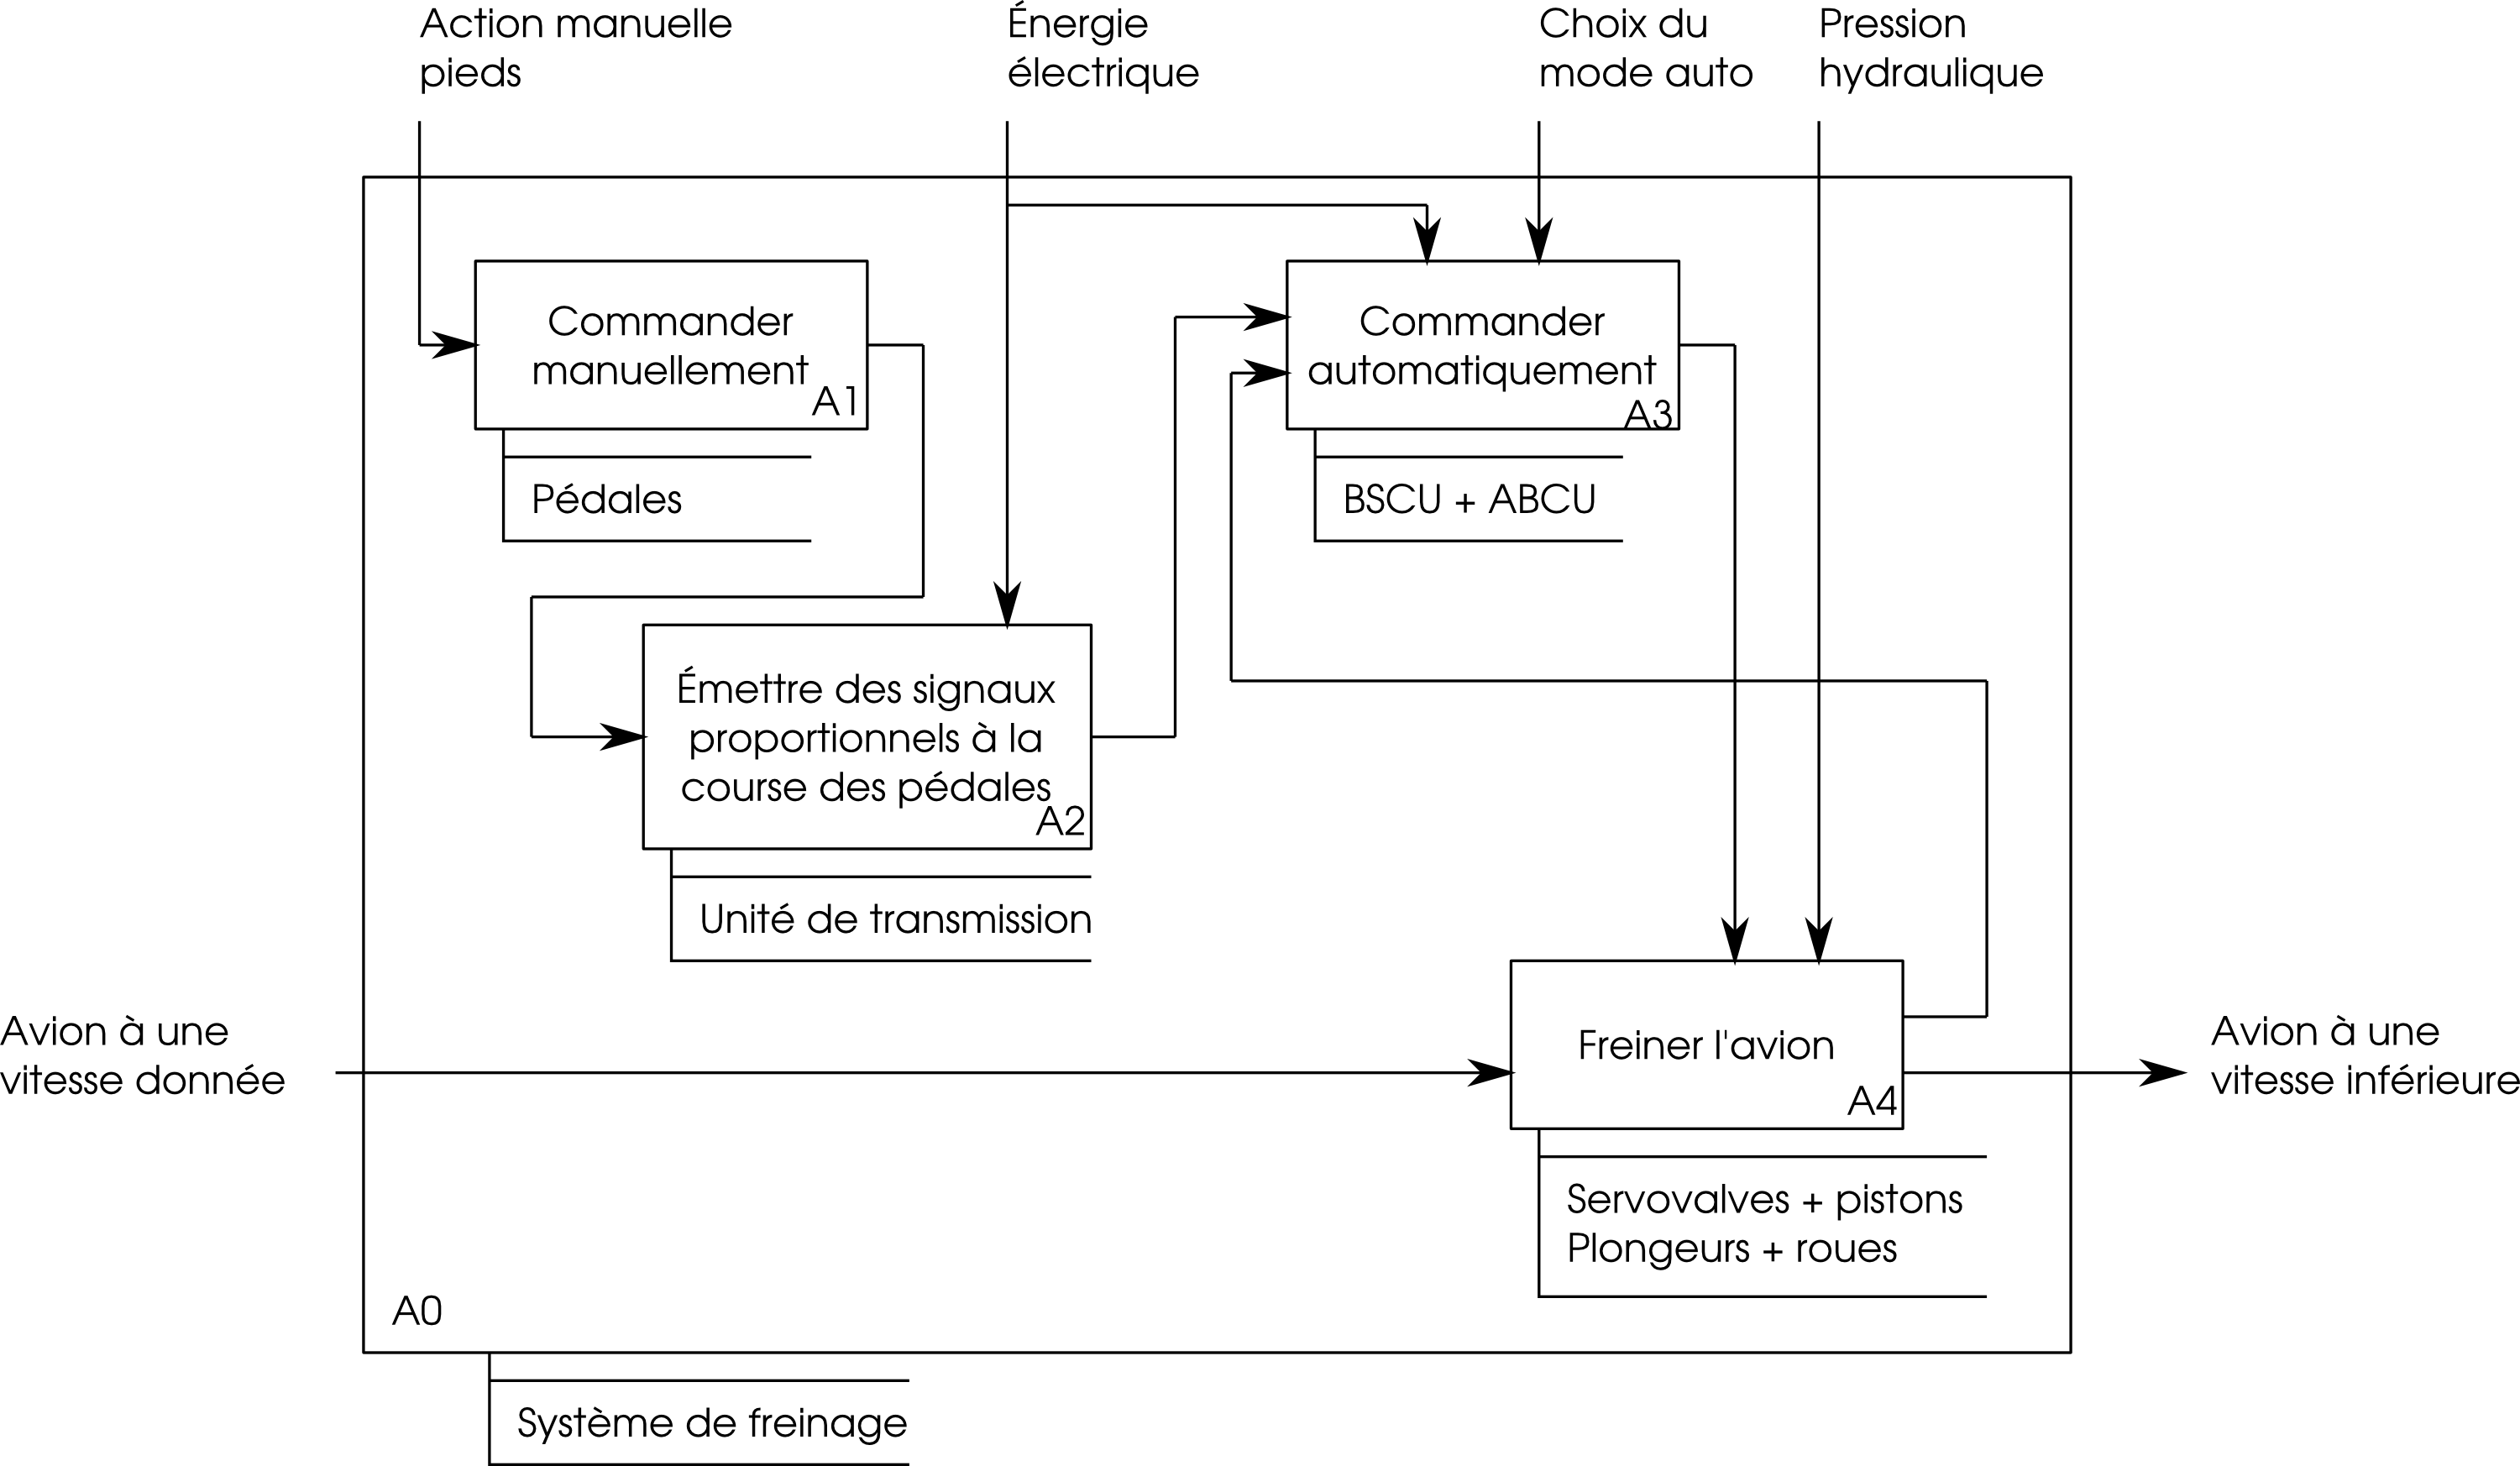 Action manuelle
pieds
Énergie
électrique
Choix du
mode auto
Pression
hydraulique
Commander
manuellement
A1
Pédales
Commander
automatiquement
A3
BSCU + ABCU
Émettre des signaux
proportionnels à la
course des pédales
A2
Unité de transmission
Avion à une
vitesse donnée
Freiner l'avion
A4
Avion à une
vitesse inférieure
Servovalves + pistons
Plongeurs + roues
A0
Système de freinage